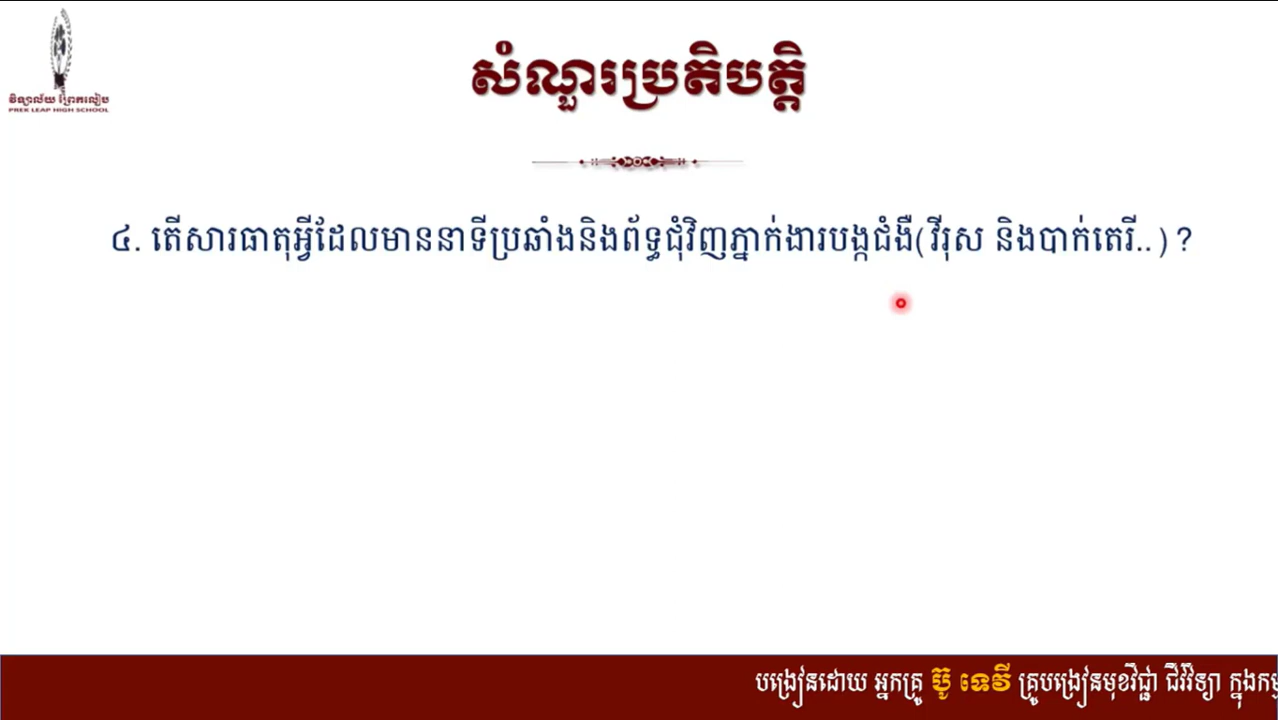 វិទ្យាល័យ ព្រែកលៀប
PREK LEAP HIGH SCHOOL
សំណួរប្រតិបត្តិ
៤. តើសារធាតុអ្វីដែលមាននាទីប្រឆាំងនិងព័ទ្ធជុំវិញភ្នាក់ងារបង្កជំងឺ(វីរុស និងបាក់តេរី..) ?
បង្រៀនដោយ អ្នកគ្រូ ប៊ូ ទេវី គ្រូបង្រៀនមុខវិជ្ជា ជីវវិទ្យា ក្នុងកម្ម